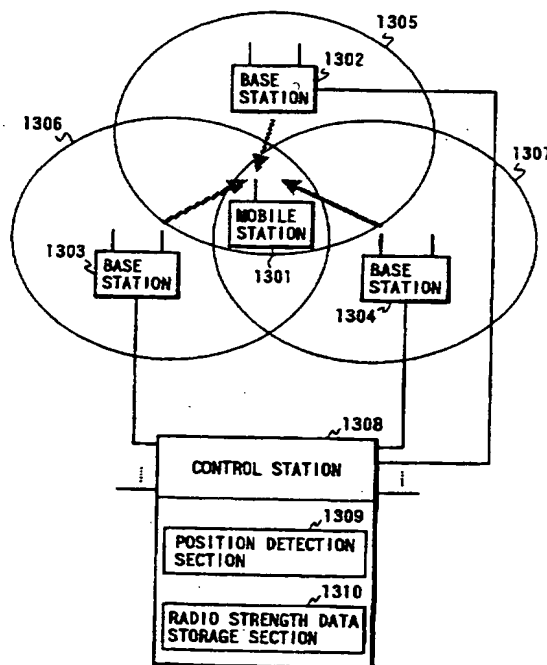 1305
1302
BASE
STATION
1306
1307
MOBILE
STATION
1303
BASE
STATION
1301
BASE
STATION
1304
1308
CONTROL STATION
1309
POSITION DETECTION
SECTION
1310
RADIO STRENGTH DATA
STORAGE SECTION